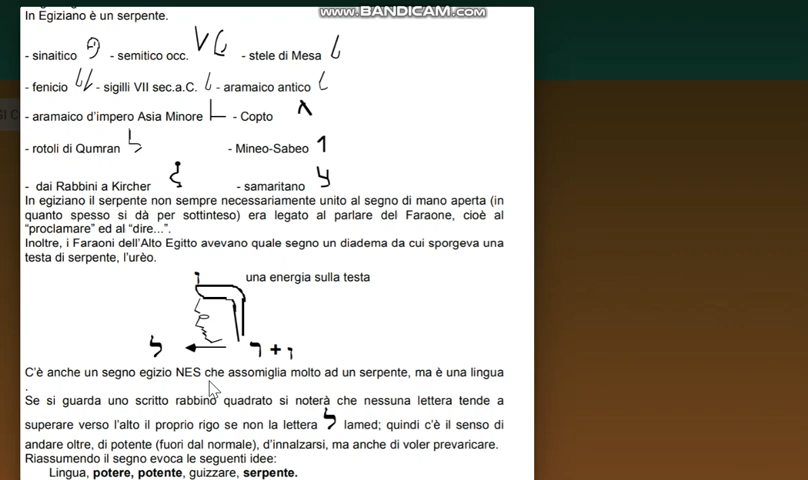 www.BANDICAM.com
In Egiziano è un serpente.
- sinaitico - semitico occ. - stele di Mesa
- fenicio - sigilli VII sec.a.C. - aramaico antico
- aramaico d'impero Asia Minore - Copto
- rotoli di Qumran - Mineo-Sabeo
- dai Rabbini a Kircher - samaritano
In egiziano il serpente non sempre necessariamente unito al segno di mano aperta (in
quanto spesso si dà per sottinteso) era legato al parlare del Faraone, cioè al
"proclamare" ed al "dire...".
Inoltre, i Faraoni dell'Alto Egitto avevano quale segno un diadema da cui sporgeva una
testa di serpente, l'urèo.
una energia sulla testa
ל ך + ז
C'è anche un segno egizio NES che assomiglia molto ad un serpente, ma è una lingua
.
Se si guarda uno scritto rabbino quadrato si noterà che nessuna lettera tende a
superare verso l'alto il proprio rigo se non la lettera ל lamed; quindi c'è il senso di
andare oltre, di potente (fuori dal normale), d'innalzarsi, ma anche di voler prevaricare.
Riassumendo il segno evoca le seguenti idee:
Lingua, potere, potente, guizzare, serpente.